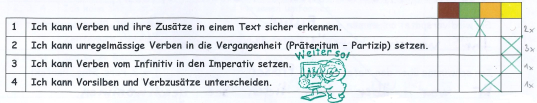 1 Ich kann Verben und ihre Zusätze in einem Text sicher erkennen. 2x
2 Ich kann unregelmässige Verben in die Vergangenheit (Präteritum – Partizip) setzen. 3x
Weiter so!
3 Ich kann Verben vom Infinitiv in den Imperativ setzen. 1x
4 Ich kann Vorsilben und Verbzusätze unterscheiden. 1x